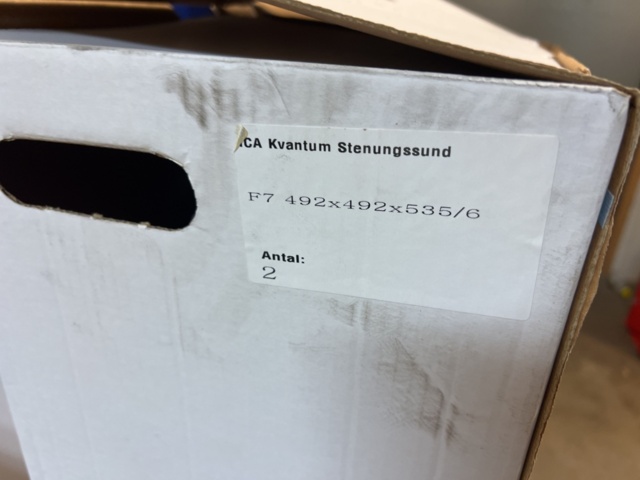 ICA Kvantum Stenungssund
F7 492x492x535/6
Antal:
2